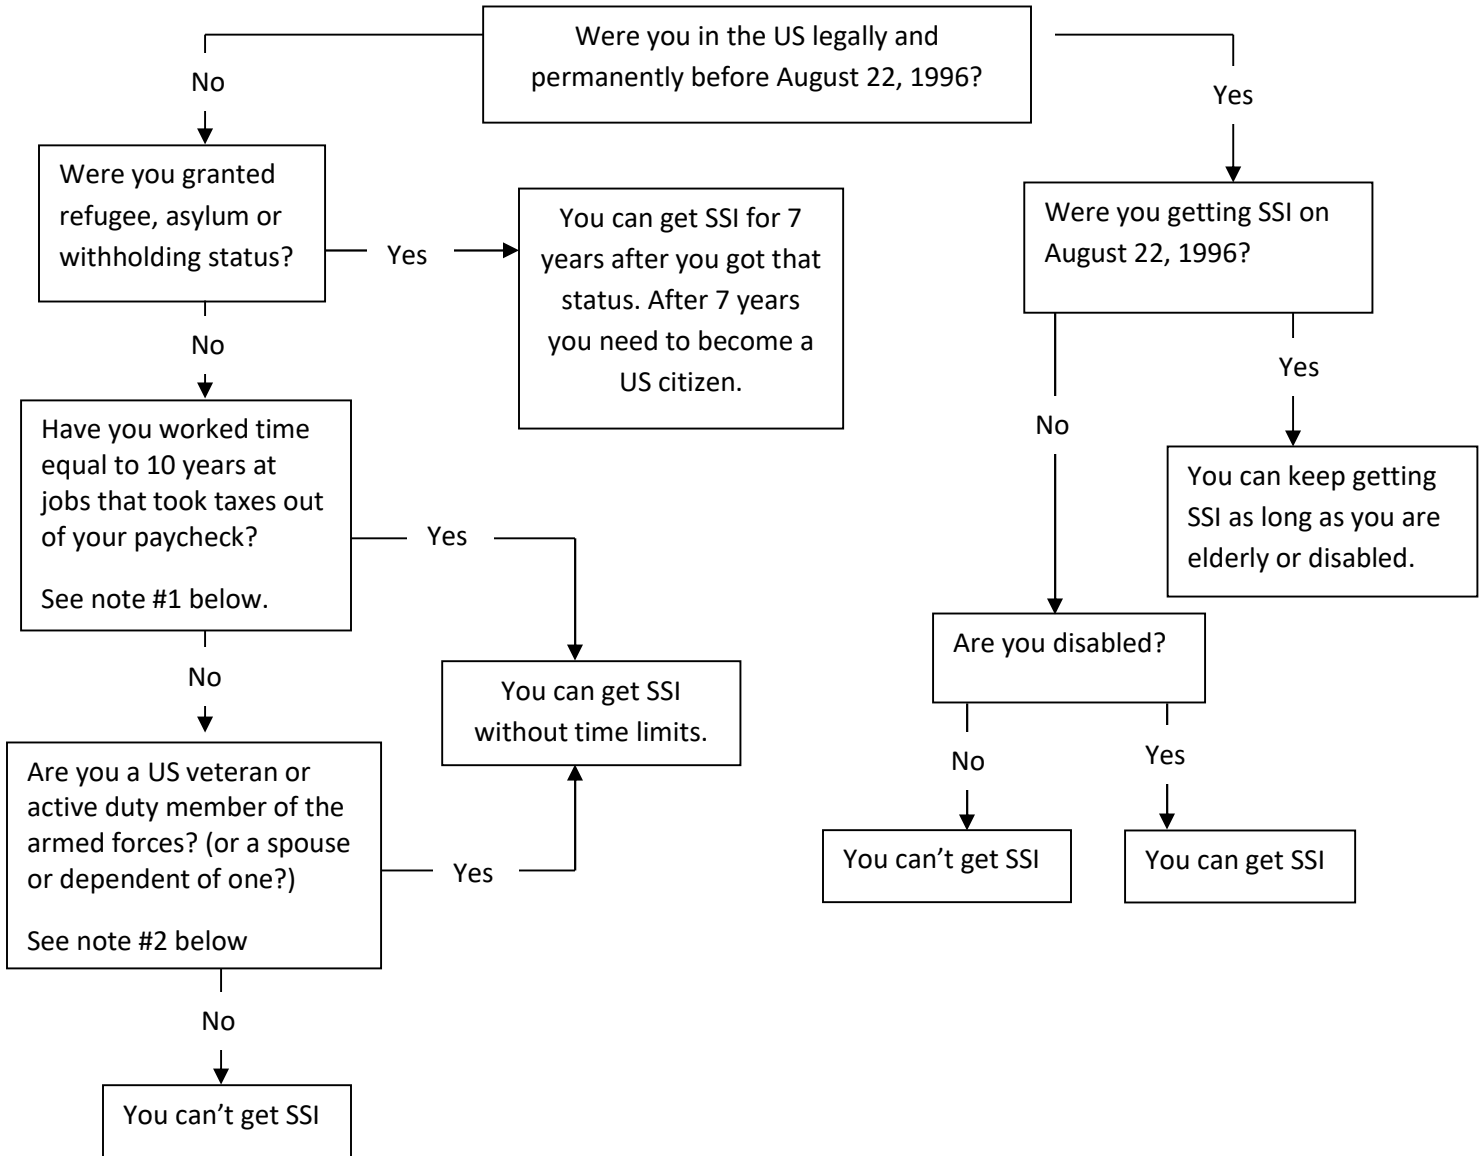 Were you in the US legally and
permanently before August 22, 1996?
No
Yes
Were you granted
refugee, asylum or
withholding status?
Yes
You can get SSI for 7
years after you got that
status. After 7 years
you need to become a
US citizen.
Were you getting SSI on
August 22, 1996?
No
Yes
No
Have you worked time
equal to 10 years at
jobs that took taxes out
of your paycheck?
See note #1 below.
Yes
You can keep getting
SSI as long as you are
elderly or disabled.
Are you disabled?
No
You can get SSI
without time limits.
No
Yes
Are you a US veteran or
active duty member of the
armed forces? (or a spouse
or dependent of one?)
See note #2 below
Yes
You can’t get SSI
You can get SSI
No
You can’t get SSI